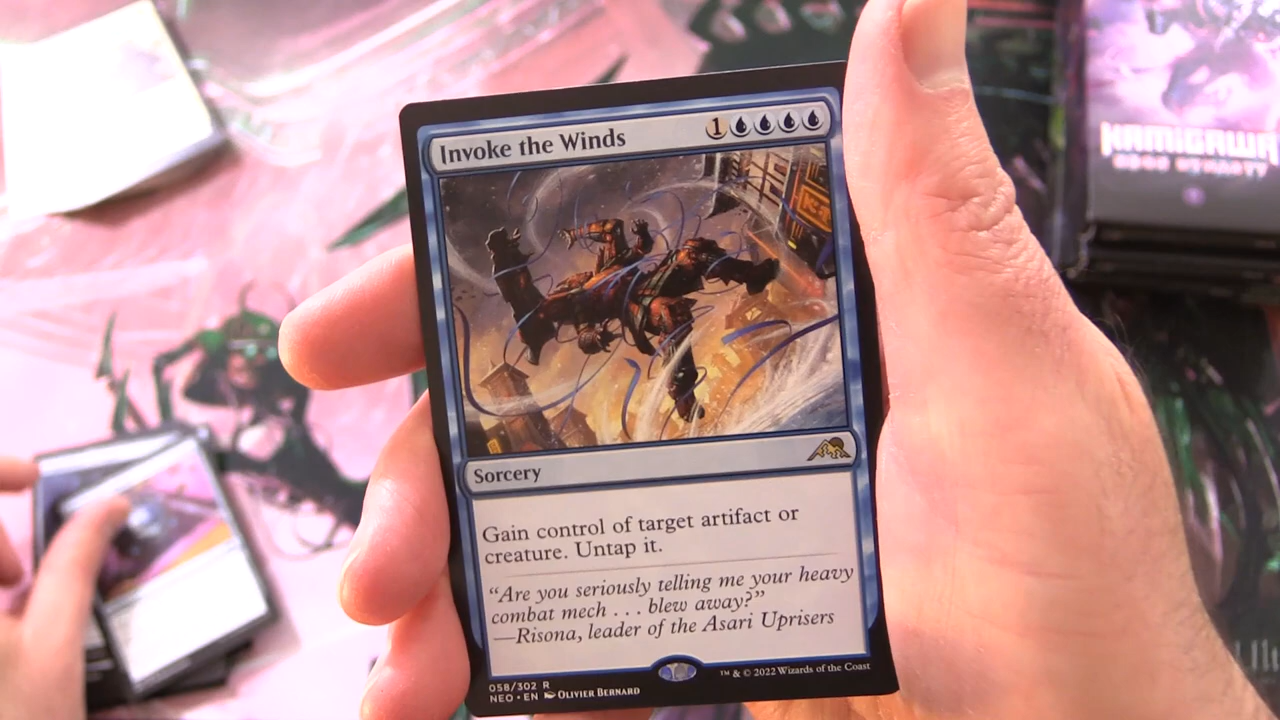 Invoke the Winds 1
Sorcery
Gain control of target artifact or
creature. Untap it.
“Are you seriously telling me your heavy
combat mech . . . blew away?”
—Risona, leader of the Asari Uprisers
058/302 R
NEO • EN OLIVIER BERNARD
™ & © 2022 Wizards of the Coast
KAMIGAWA